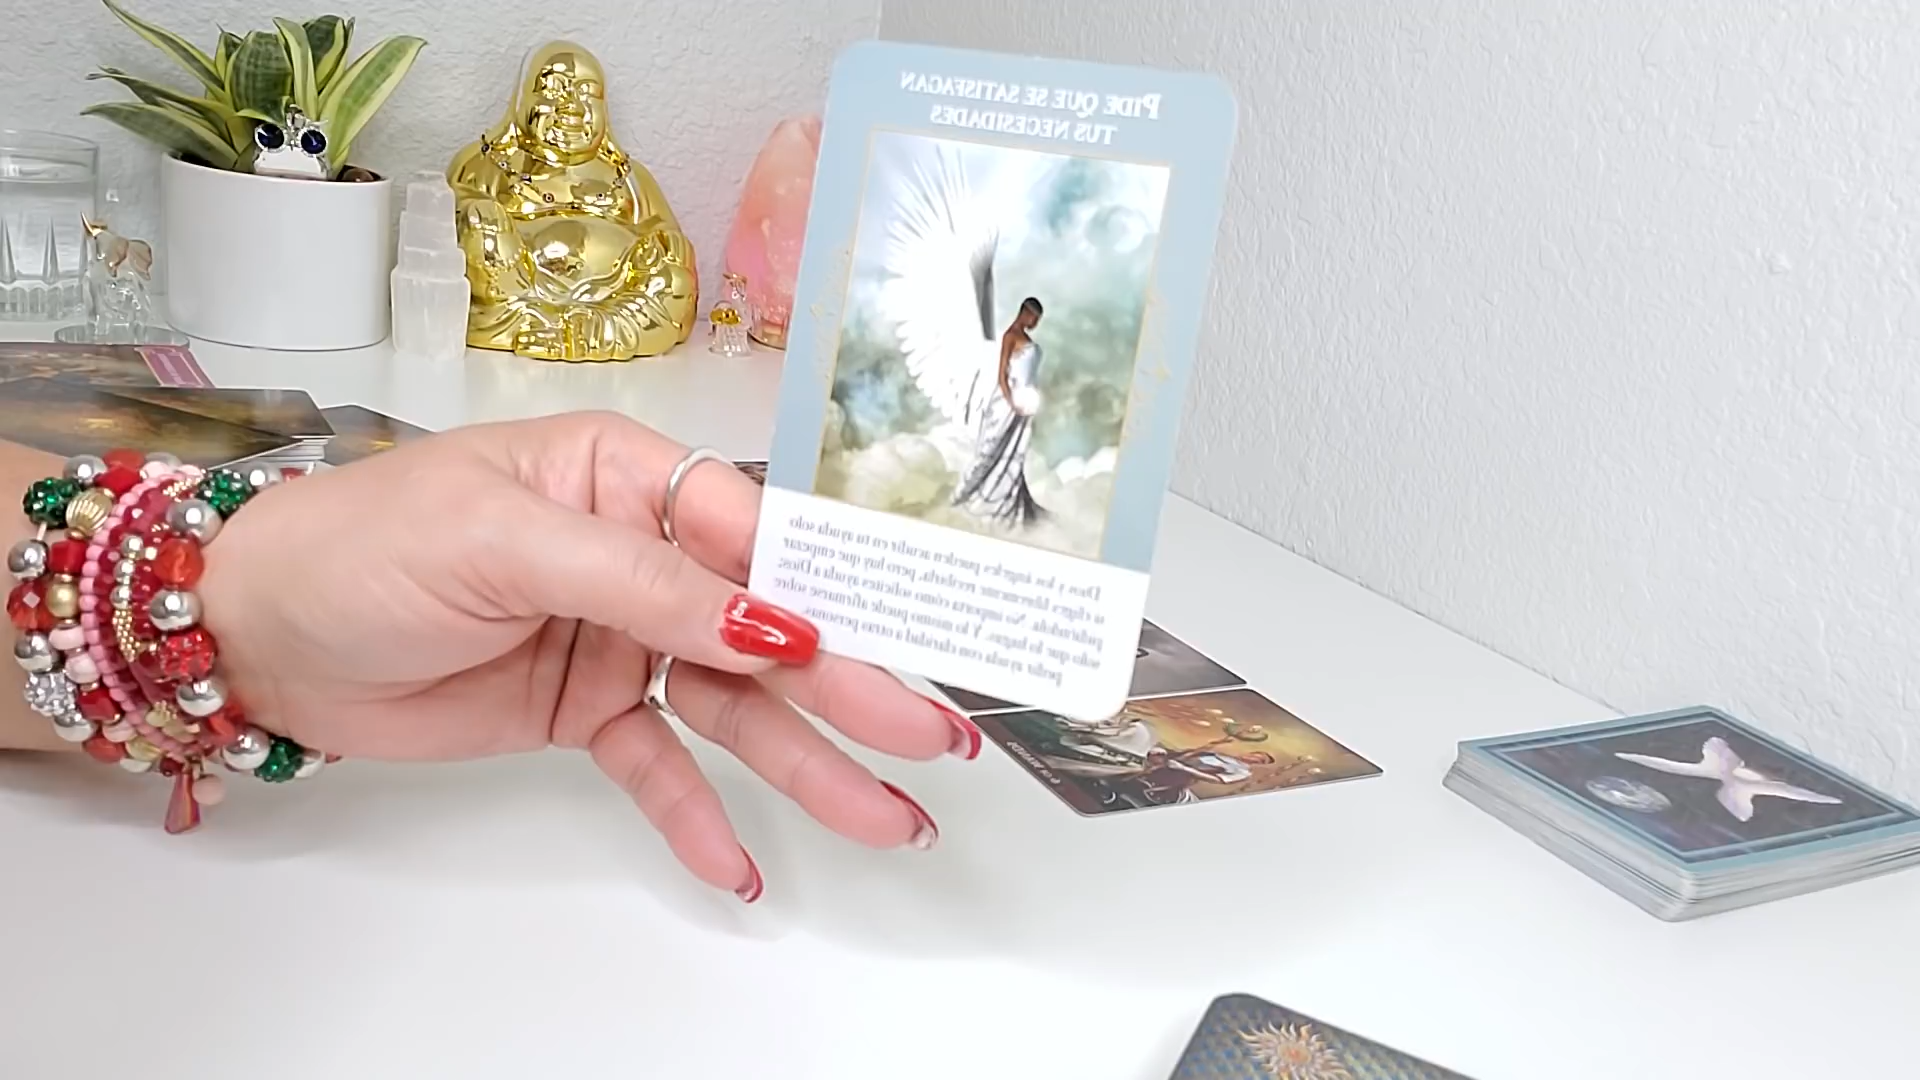 PIDE QUE SE SATISFAGAN
TUS NECESIDADES
Dios y los ángeles pueden acudir en tu ayuda solo
si eliges libremente recibirla, pero hay que empezar
pidiéndola. No importa cómo solicites ayuda a Dios;
solo que lo hagas. Y lo mismo puede afirmarse sobre
pedir ayuda con claridad a otras personas.